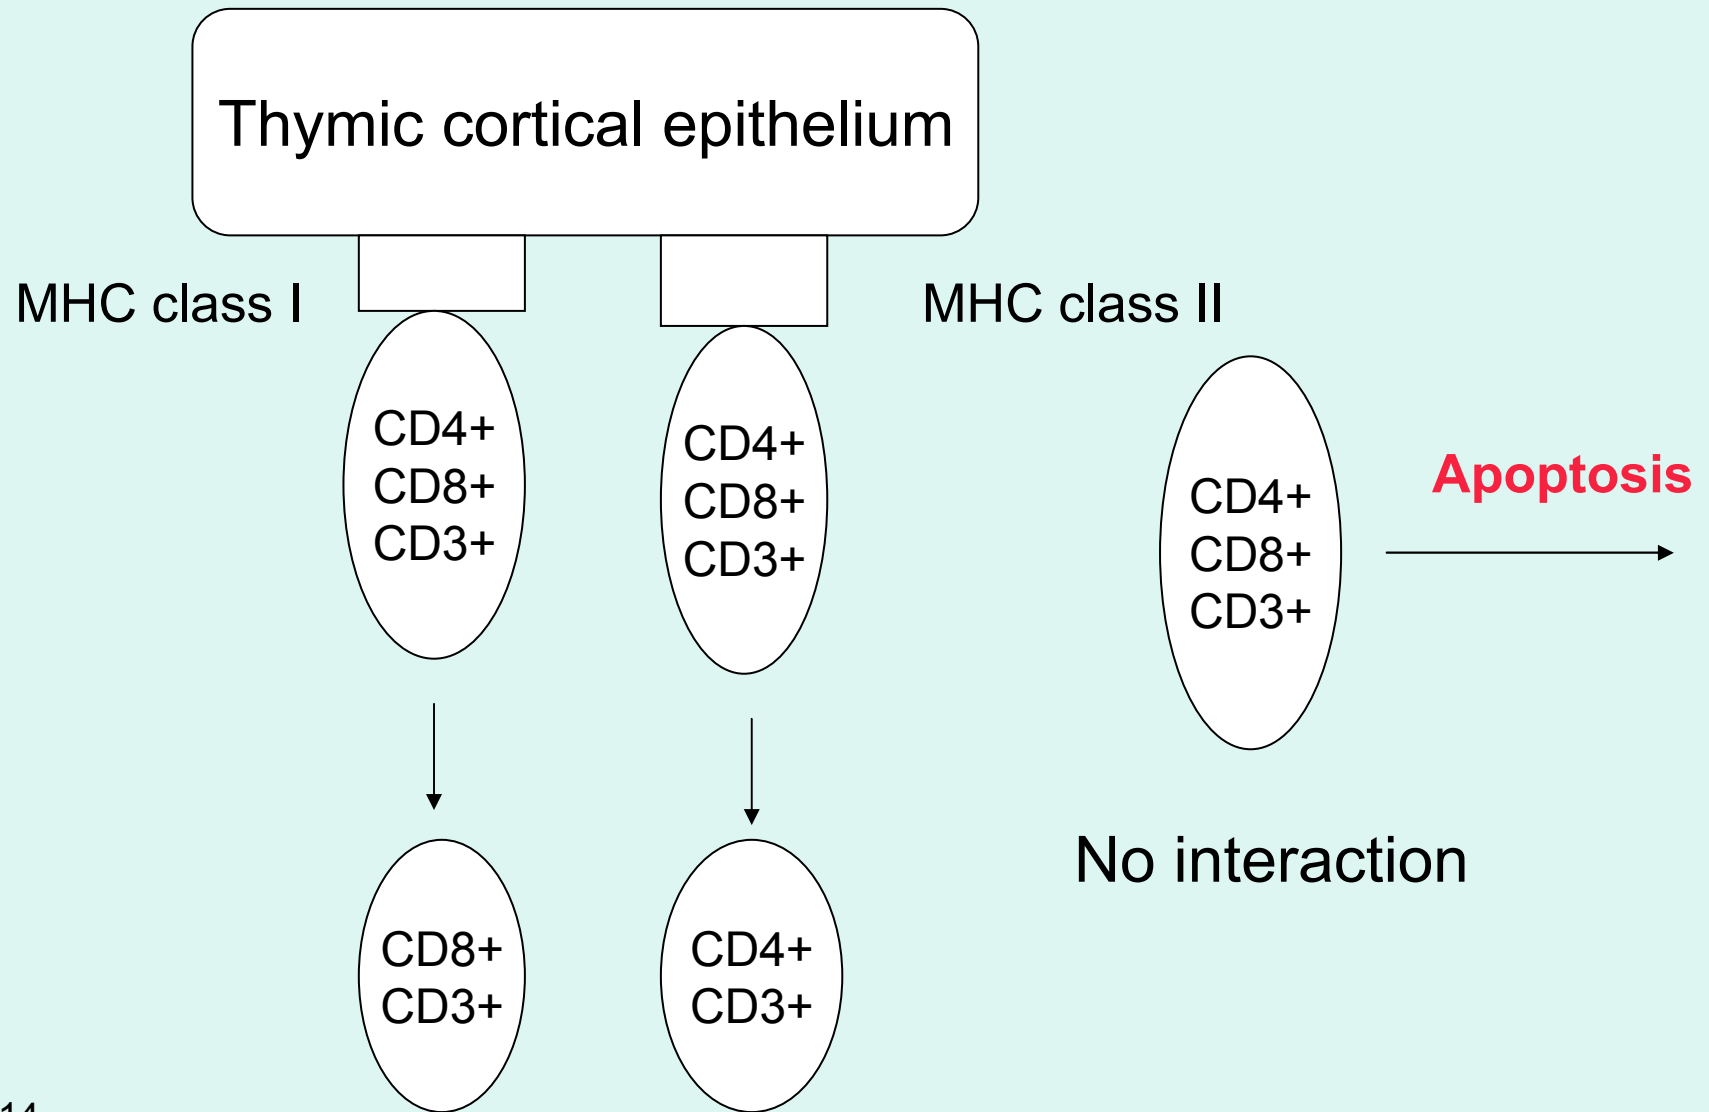 Thymic cortical epithelium
MHC class I
MHC class II
CD4+
CD8+
CD3+
CD4+
CD8+
CD3+
CD4+
CD8+
CD3+
Apoptosis
No interaction
CD8+
CD3+
CD4+
CD3+
14